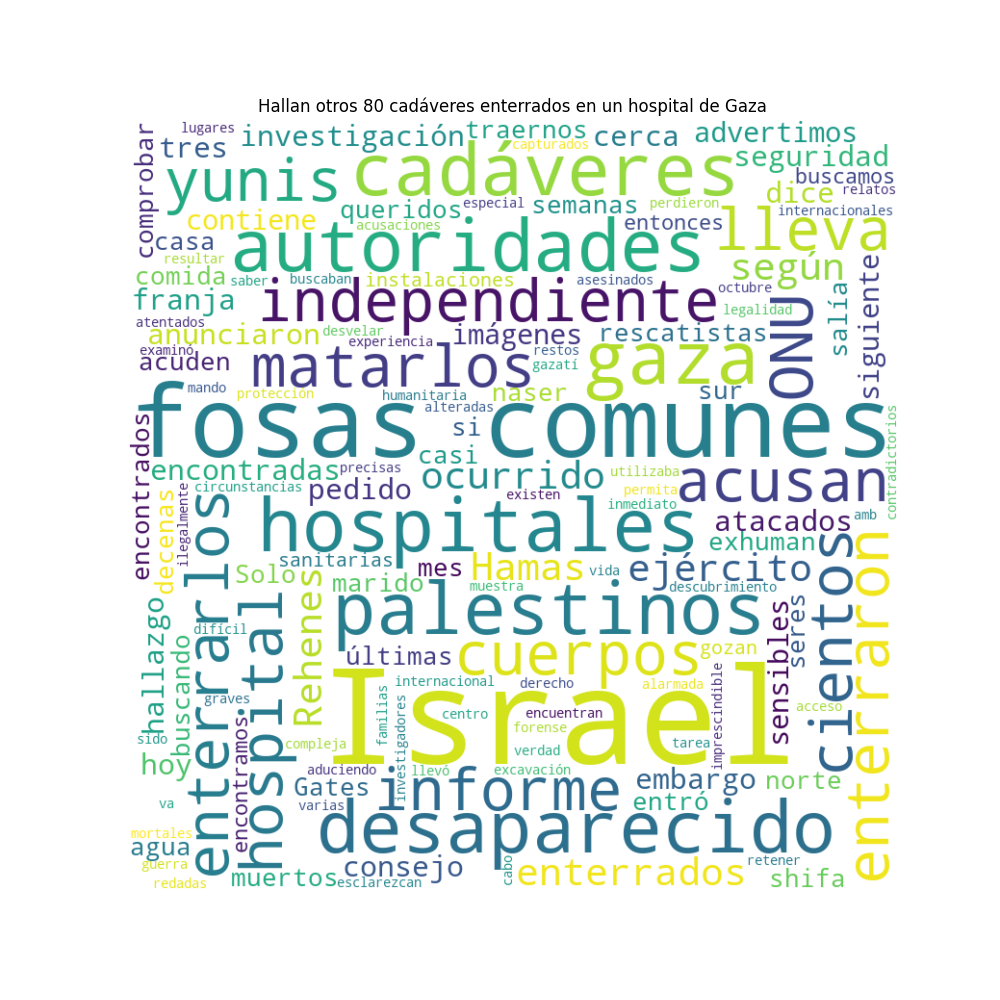 Hallan otros 80 cadáveres enterrados en un hospital de Gaza
lugares
investigación
traernos
cerca
advertimos
comprobar
tres
capturados
seguridad
yunis
cadáveres
buscamos
dice
relatos
queridos
especial
semanas
perdieron
contiene
acusaciones
entonces
internacionales
lleva
casa
autoridades
resultar
según
comida
saber
buscaban
instalaciones
asesinados
octubre
franja
independiente
legalidad
salía
siguiente
ONU
atentados
anunciaron
desvelar
experiencia
imágenes
rescatistas
examinó
acuden
matarlos
restos
gazatí
gaza
mando
protección
humanitaria
naser
sur
alteradas
fosas comunes
si
casi
encontrados
encontradas
precisas
ocurrido
utilizaba
acusan
contradictorios
circunstancias
pedido
existen
permita
inmediato
decenas
ilegalmente
enterrarlos
hospitales
atacados
amb
exhuman
sanitarias
mes
Hamas
vida
ejército
cientos
Solo
marido
muestra
descubrimiento
hallazgo
hospital
Rehenes
palestinos
sensibles
seres
enterraron
difícil
buscando
últimas
cuerpos
gozan
internacional
derecho
alarmada
imprescindible
graves
familias
investigadores
centro
encuentran
acceso
Israel
forense
sido
encontramos
compleja
verdad
tarea
hoy
aduciendo
llevó
excavación
Gates
informe
embargo
norte
va
varias
entró
desaparecido
mortales
agua
guerra
consejo
cabo
enterrados
retener
redadas
muertos
esclarezcan
shifa